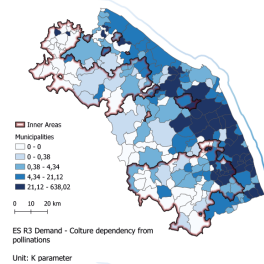 Inner Areas
Municipalities
0 - 0
0 - 0,38
0,38 - 4,34
4,34 - 21,12
21,12 - 638,02
0 10 20 km
ES R3 Demand - Colture dependency from
pollinations
Unit: K parameter